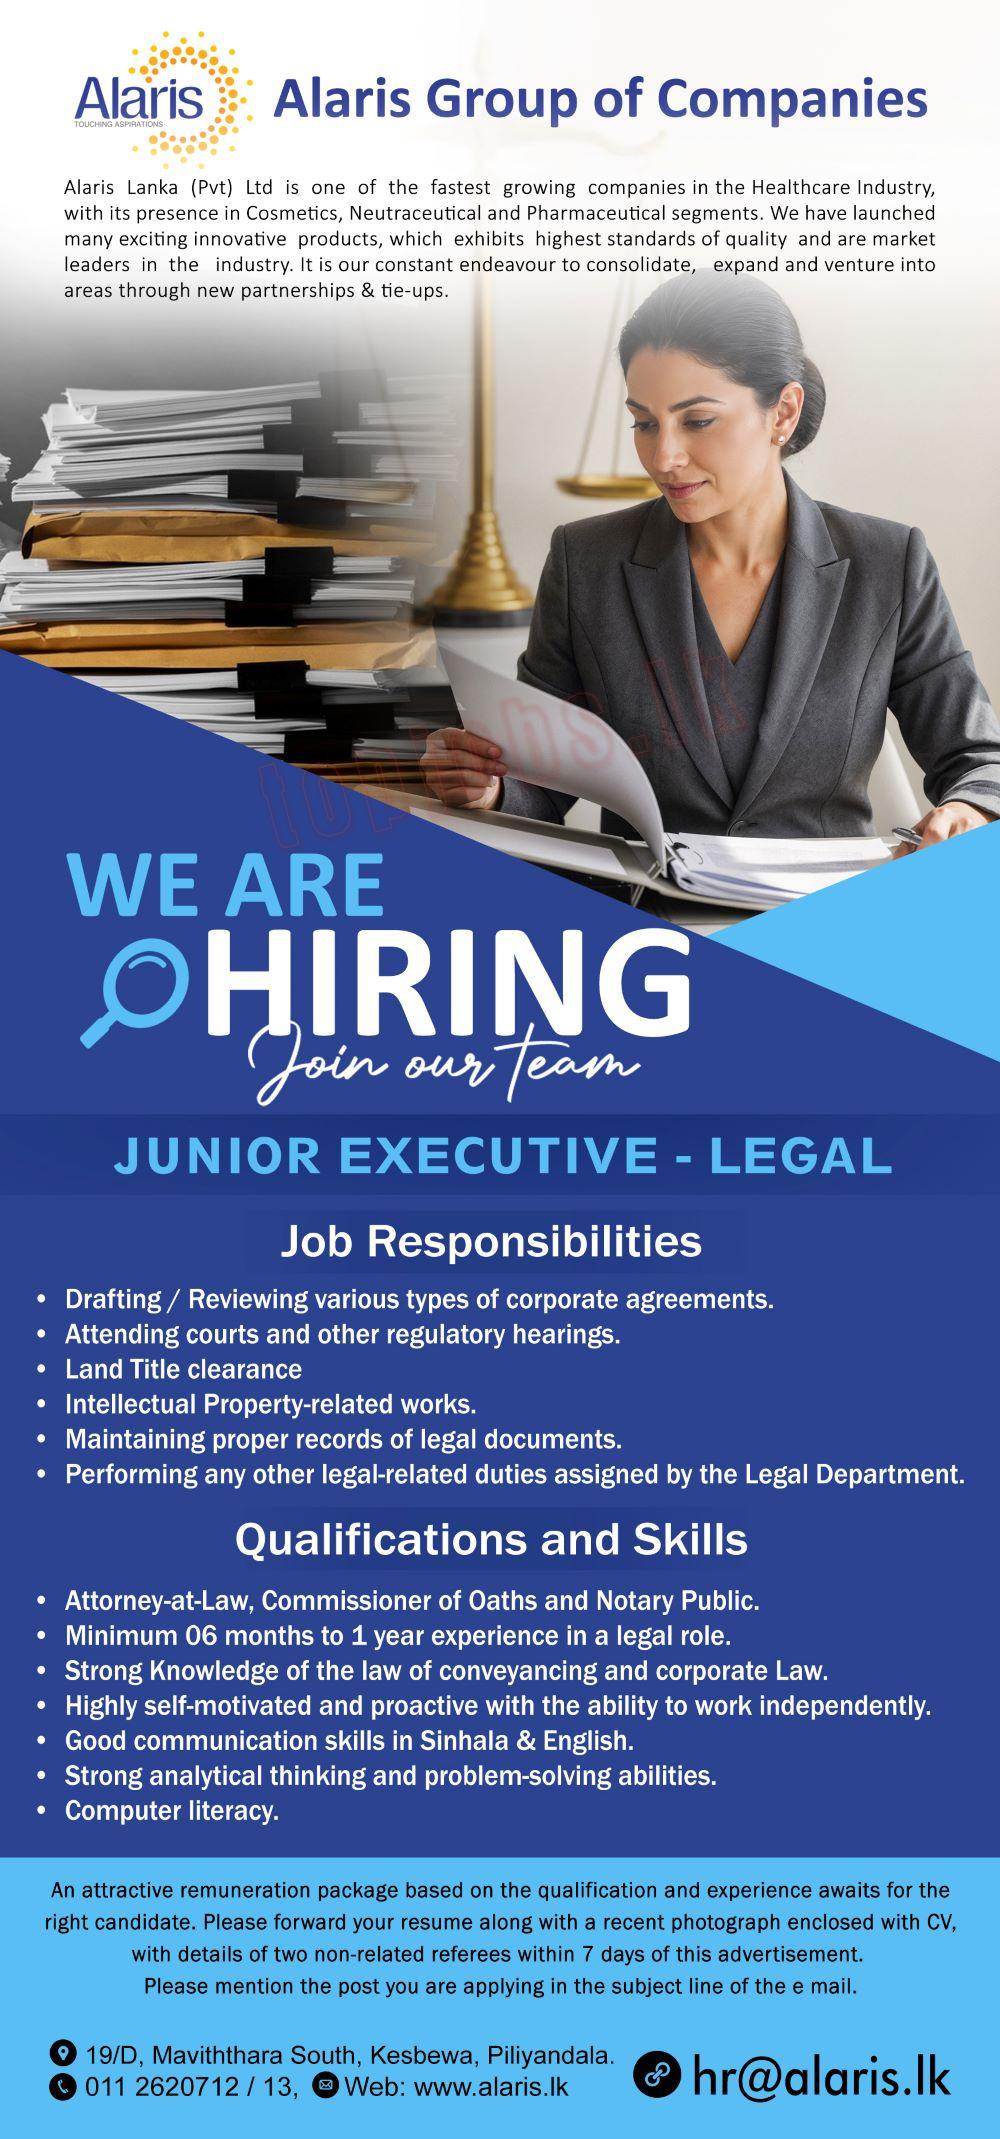 Alaris
TOUCHING ASPIRATIONS
Alaris Group of Companies
Alaris Lanka (Pvt) Ltd is one of the fastest growing companies in the Healthcare Industry,
with its presence in Cosmetics, Neutraceutical and Pharmaceutical segments. We have launched
many exciting innovative products, which exhibits highest standards of quality and are market
leaders in the industry. It is our constant endeavour to consolidate, expand and venture into
areas through new partnerships & tie-ups.
topjobs.lk
WE ARE
HIRING
Join our team
JUNIOR EXECUTIVE - LEGAL
Job Responsibilities
• Drafting / Reviewing various types of corporate agreements.
• Attending courts and other regulatory hearings.
• Land Title clearance
• Intellectual Property-related works.
• Maintaining proper records of legal documents.
• Performing any other legal-related duties assigned by the Legal Department.
Qualifications and Skills
• Attorney-at-Law, Commissioner of Oaths and Notary Public.
• Minimum 06 months to 1 year experience in a legal role.
• Strong Knowledge of the law of conveyancing and corporate Law.
• Highly self-motivated and proactive with the ability to work independently.
• Good communication skills in Sinhala & English.
• Strong analytical thinking and problem-solving abilities.
• Computer literacy.
An attractive remuneration package based on the qualification and experience awaits for the
right candidate. Please forward your resume along with a recent photograph enclosed with CV,
with details of two non-related referees within 7 days of this advertisement.
Please mention the post you are applying in the subject line of the e mail.
19/D, Maviththara South, Kesbewa, Piliyandala.
011 2620712 / 13, Web: www.alaris.lk
hr@alaris.lk